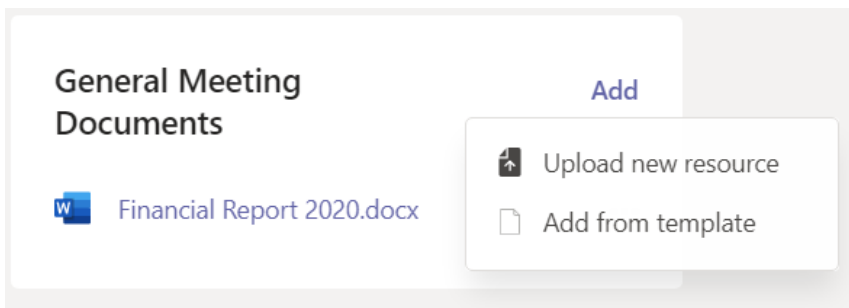 General Meeting
Documents
Add
W
Financial Report 2020.docx
Upload new resource
Add from template